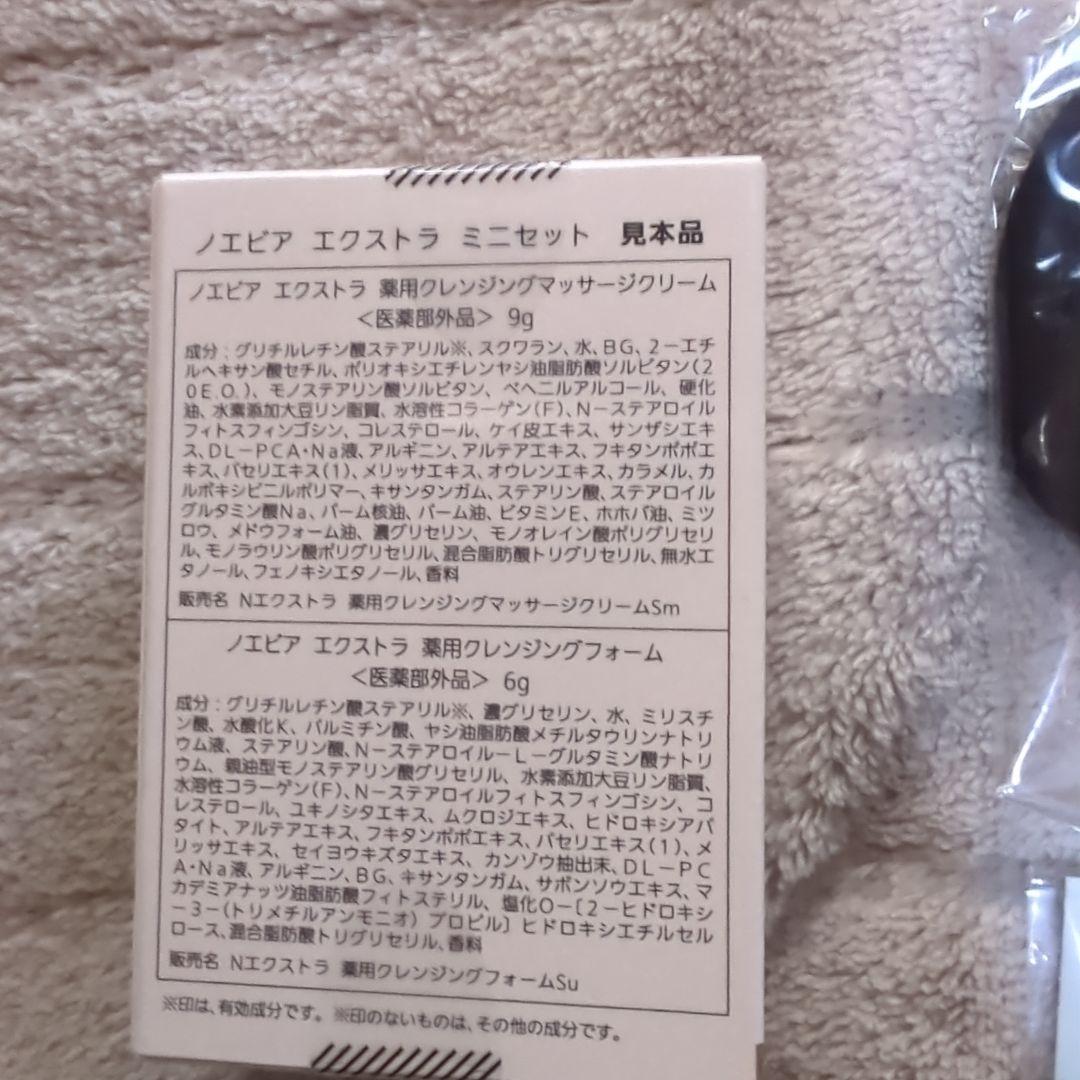 ノエビア エクストラ ミニセット 見本品
ノエビア エクストラ 薬用クレンジングマッサージクリーム
＜医薬部外品＞ 9g
成分：グリチルレチン酸ステアリル※、スクワラン、水、BG、2－エチ
ルヘキサン酸セチル、ポリオキシエチレンヤシ油脂肪酸ソルビタン（2
0E.O.）、モノステアリン酸ソルビタン、ベヘニルアルコール、硬化
油、水素添加大豆リン脂質、水溶性コラーゲン（F）、N－ステアロイル
フィトスフィンゴシン、コレステロール、ケイ皮エキス、サンザシエキ
ス、DL－PCA・Na液、アルギニン、アルテアエキス、フキタンポポエ
キス、パセリエキス（1）、メリッサエキス、オウレンエキス、カラメル、カ
ルボキシビニルポリマー、キサンタンガム、ステアリン酸、ステアロイル
グルタミン酸Na、パーム核油、パーム油、ビタミンE、ホホバ油、ミツ
ロウ、メドウフォーム油、濃グリセリン、モノオレイン酸ポリグリセリ
ル、モノラウリン酸ポリグリセリル、混合脂肪酸トリグリセリル、無水エ
タノール、フェノキシエタノール、香料
販売名 Nエクストラ 薬用クレンジングマッサージクリームSm
ノエビア エクストラ 薬用クレンジングフォーム
＜医薬部外品＞ 6g
成分：グリチルレチン酸ステアリル※、濃グリセリン、水、ミリスチ
ン酸、水酸化K、パルミチン酸、ヤシ油脂肪酸メチルタウリンナトリ
ウム液、ステアリン酸、N－ステアロイル－L－グルタミン酸ナトリ
ウム、親油型モノステアリン酸グリセリル、水素添加大豆リン脂質、
水溶性コラーゲン（F）、N－ステアロイルフィトスフィンゴシン、コ
レステロール、ユキノシタエキス、ムクロジエキス、ヒドロキシアパ
タイト、アルテアエキス、フキタンポポエキス、パセリエキス（1）、メ
リッサエキス、セイヨウキズタエキス、カンゾウ抽出末、DL－PC
A・Na液、アルギニン、BG、キサンタンガム、サボンソウエキス、マ
カデミアナッツ油脂肪酸フィトステリル、塩化O－〔2－ヒドロキシ
－3－（トリメチルアンモニオ）プロピル〕ヒドロキシエチルセル
ロース、混合脂肪酸トリグリセリル、香料
販売名 Nエクストラ 薬用クレンジングフォームSu
※印は、有効成分です。※印のないものは、その他の成分です。